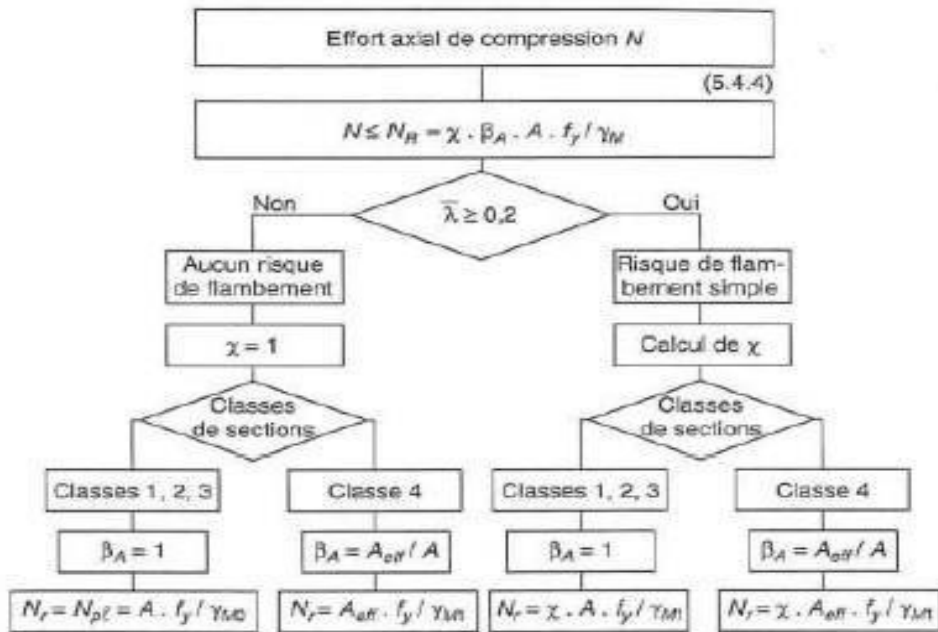 Effort axial de compression N
(5.4.4)
N ≤ N_R = χ . β_A . A . f_y / γ_M
Non
λ̄ ≥ 0,2
Oui
Aucun risque
de flambement
Risque de flam-
bement simple
χ = 1
Calcul de χ
Classes
de sections
Classes
de sections
Classes 1, 2, 3
Classe 4
Classes 1, 2, 3
Classe 4
β_A = 1
β_A = A_eff / A
β_A = 1
β_A = A_eff / A
N_r = N_pℓ = A . f_y / γ_M0
N_r = A_eff . f_y / γ_M1
N_r = χ . A . f_y / γ_M1
N_r = χ . A_eff . f_y / γ_M1